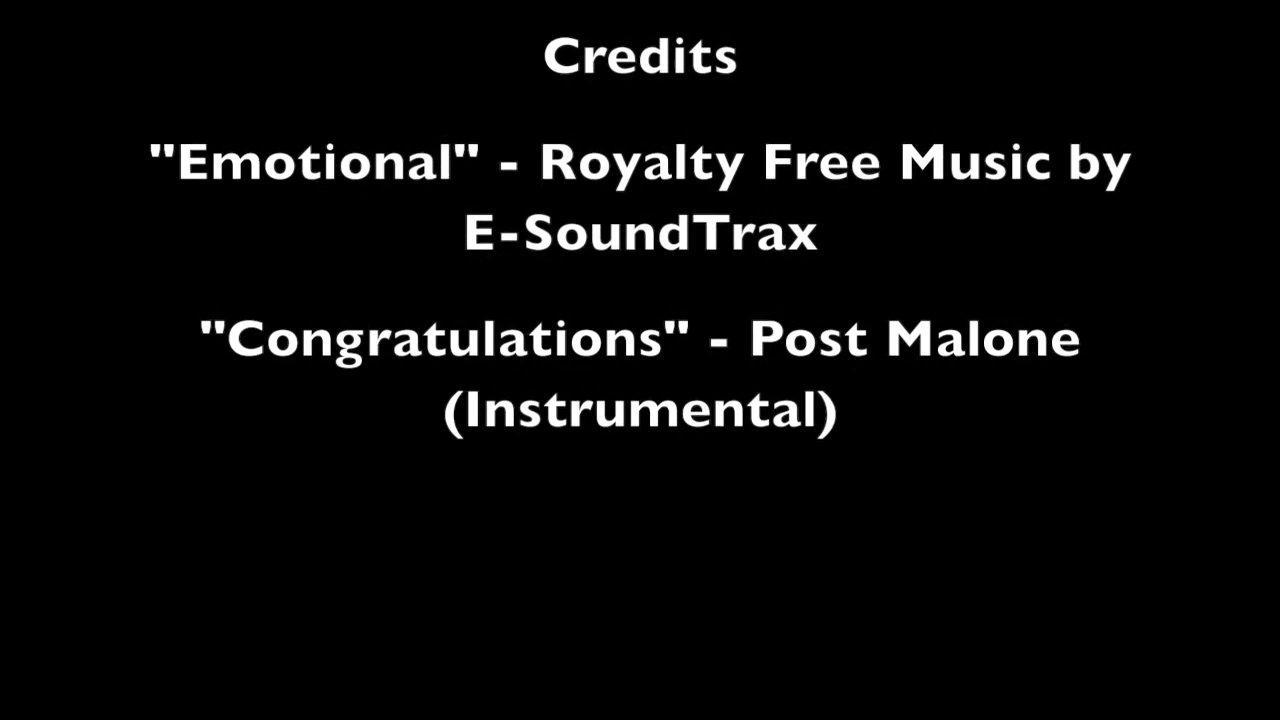 Credits
"Emotional" - Royalty Free Music by
E-SoundTrax
"Congratulations" - Post Malone
(Instrumental)